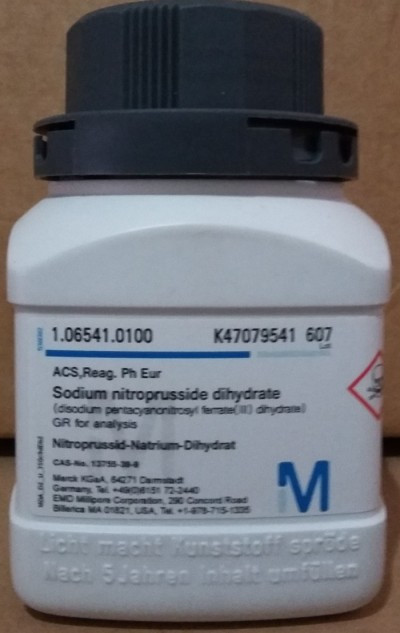 1.06541.0100 K47079541 607
Lot
ACS,Reag. Ph Eur
Sodium nitroprusside dihydrate
(disodium pentacyanonitrosyl ferrate(III) dihydrate)
GR for analysis
Nitroprussid-Natrium-Dihydrat
CAS-No. 13755-38-9
Merck KGaA, 64271 Darmstadt
Germany, Tel. +49(0)6151 72-2440
EMD Millipore Corporation, 290 Concord Road
Billerica MA 01821, USA, Tel. +1-978-715-1335
M
Licht macht Kunststoff spröde
Nach 5 Jahren Inhalt umfüllen